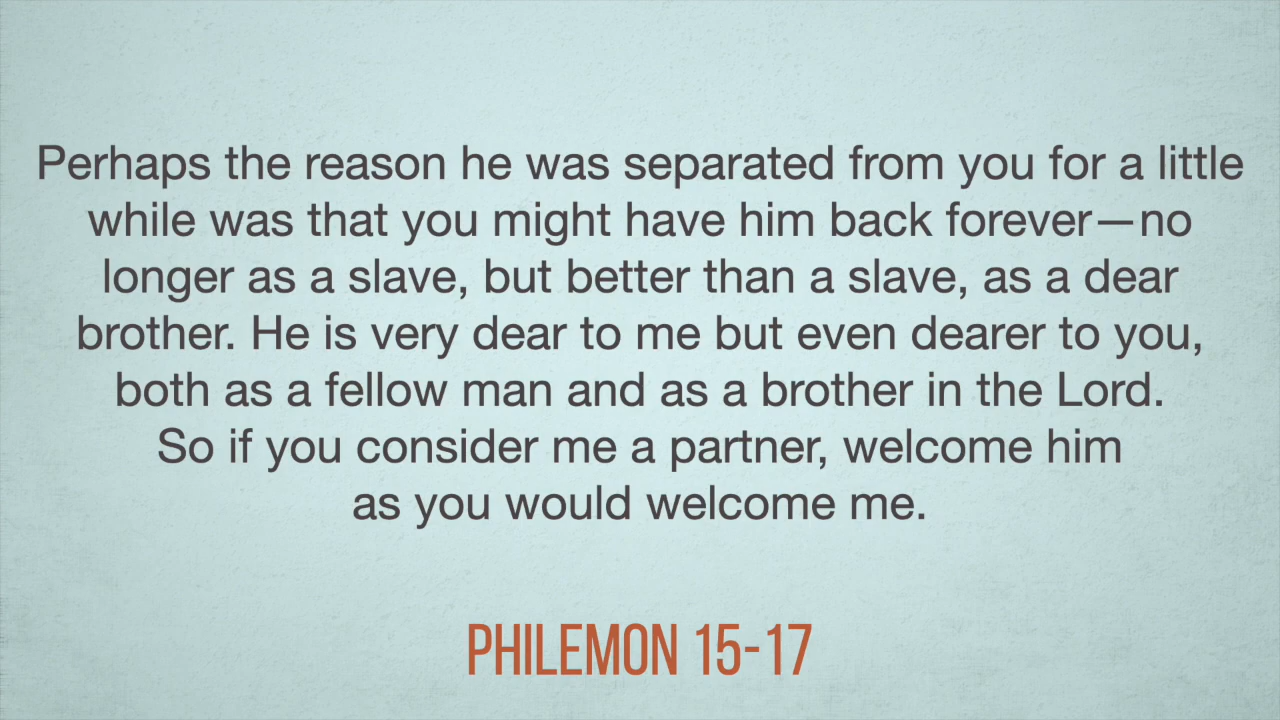 Perhaps the reason he was separated from you for a little
while was that you might have him back forever—no
longer as a slave, but better than a slave, as a dear
brother. He is very dear to me but even dearer to you,
both as a fellow man and as a brother in the Lord.
So if you consider me a partner, welcome him
as you would welcome me.
PHILEMON 15-17